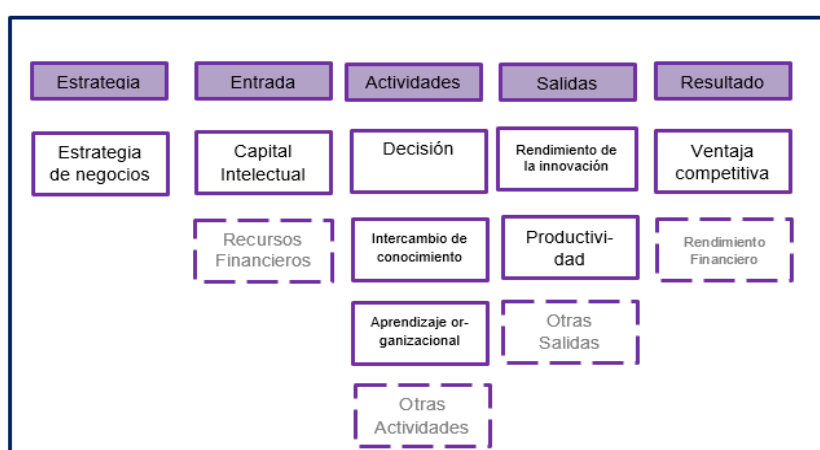 Estrategia
Entrada
Actividades
Salidas
Resultado
Estrategia
de negocios
Capital
Intelectual
Decisión
Rendimiento de
la innovación
Ventaja
competitiva
Recursos
Financieros
Intercambio de
conocimiento
Productivi-
dad
Rendimiento
Financiero
Aprendizaje or-
ganizacional
Otras
Salidas
Otras
Actividades